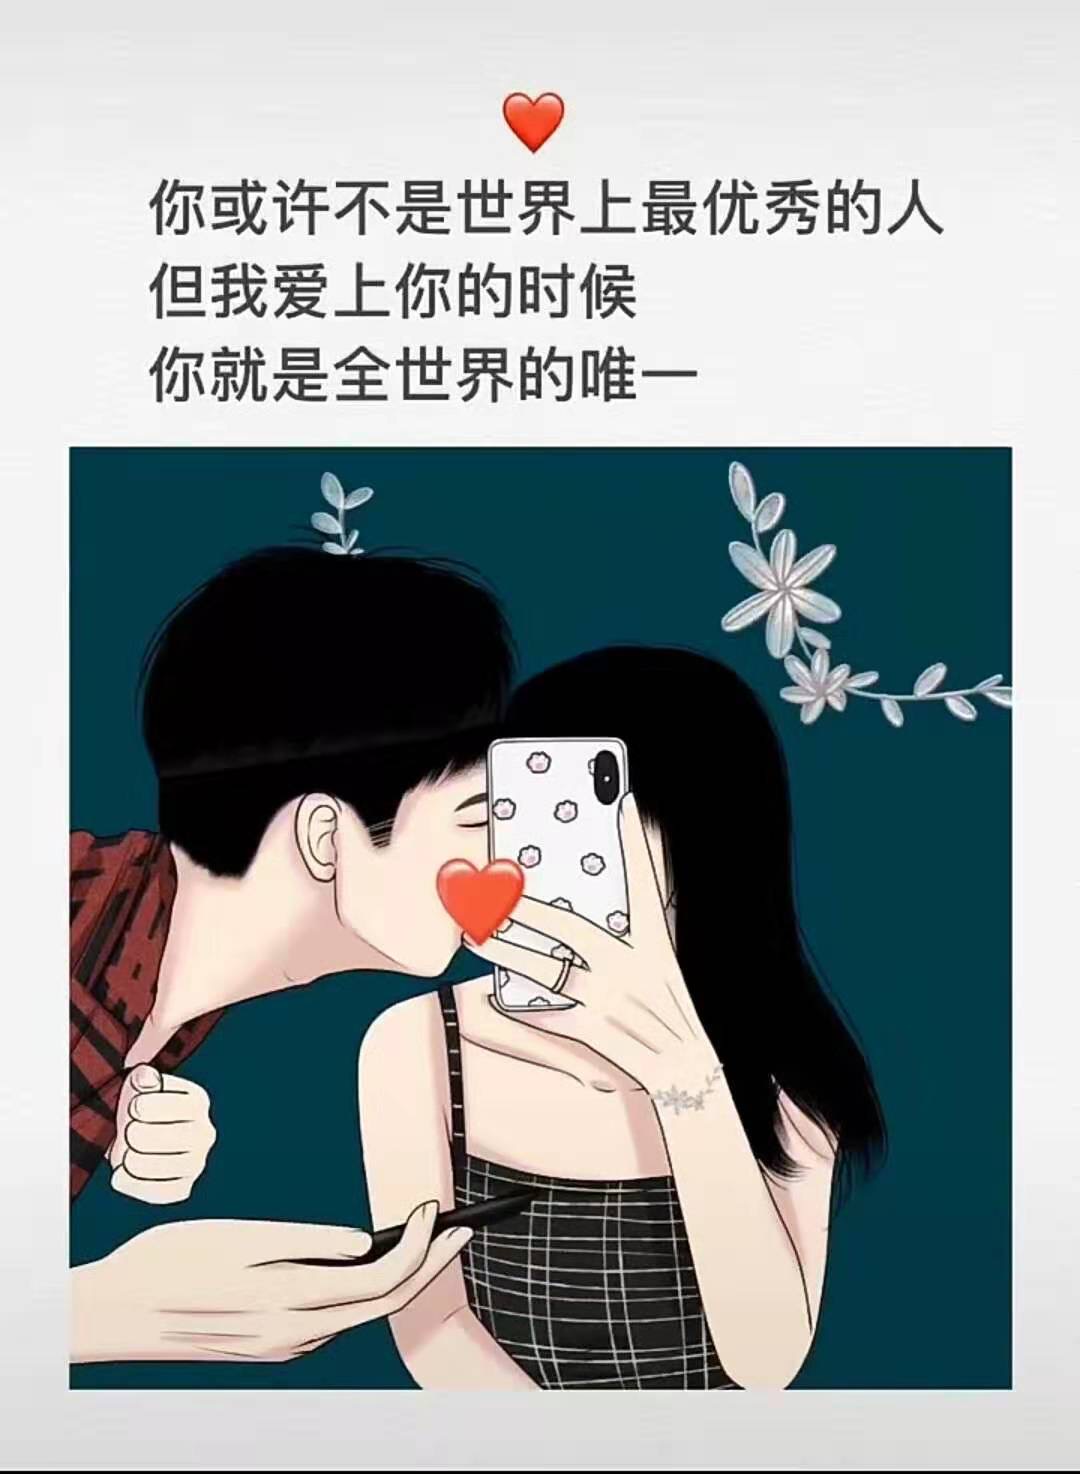 你或许不是世界上最优秀的人
但我爱上你的时候
你就是全世界的唯一